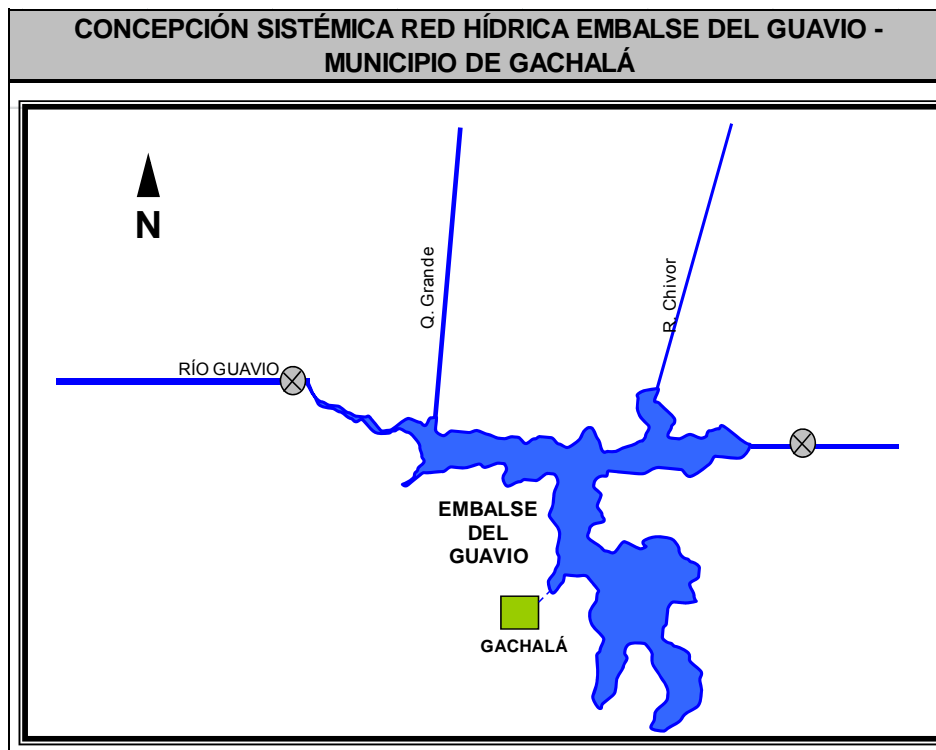 CONCEPCIÓN SISTÉMICA RED HÍDRICA EMBALSE DEL GUAVIO -
MUNICIPIO DE GACHALÁ
N
Q. Grande
R. Chivor
RÍO GUAVIO
EMBALSE
DEL
GUAVIO
GACHALÁ